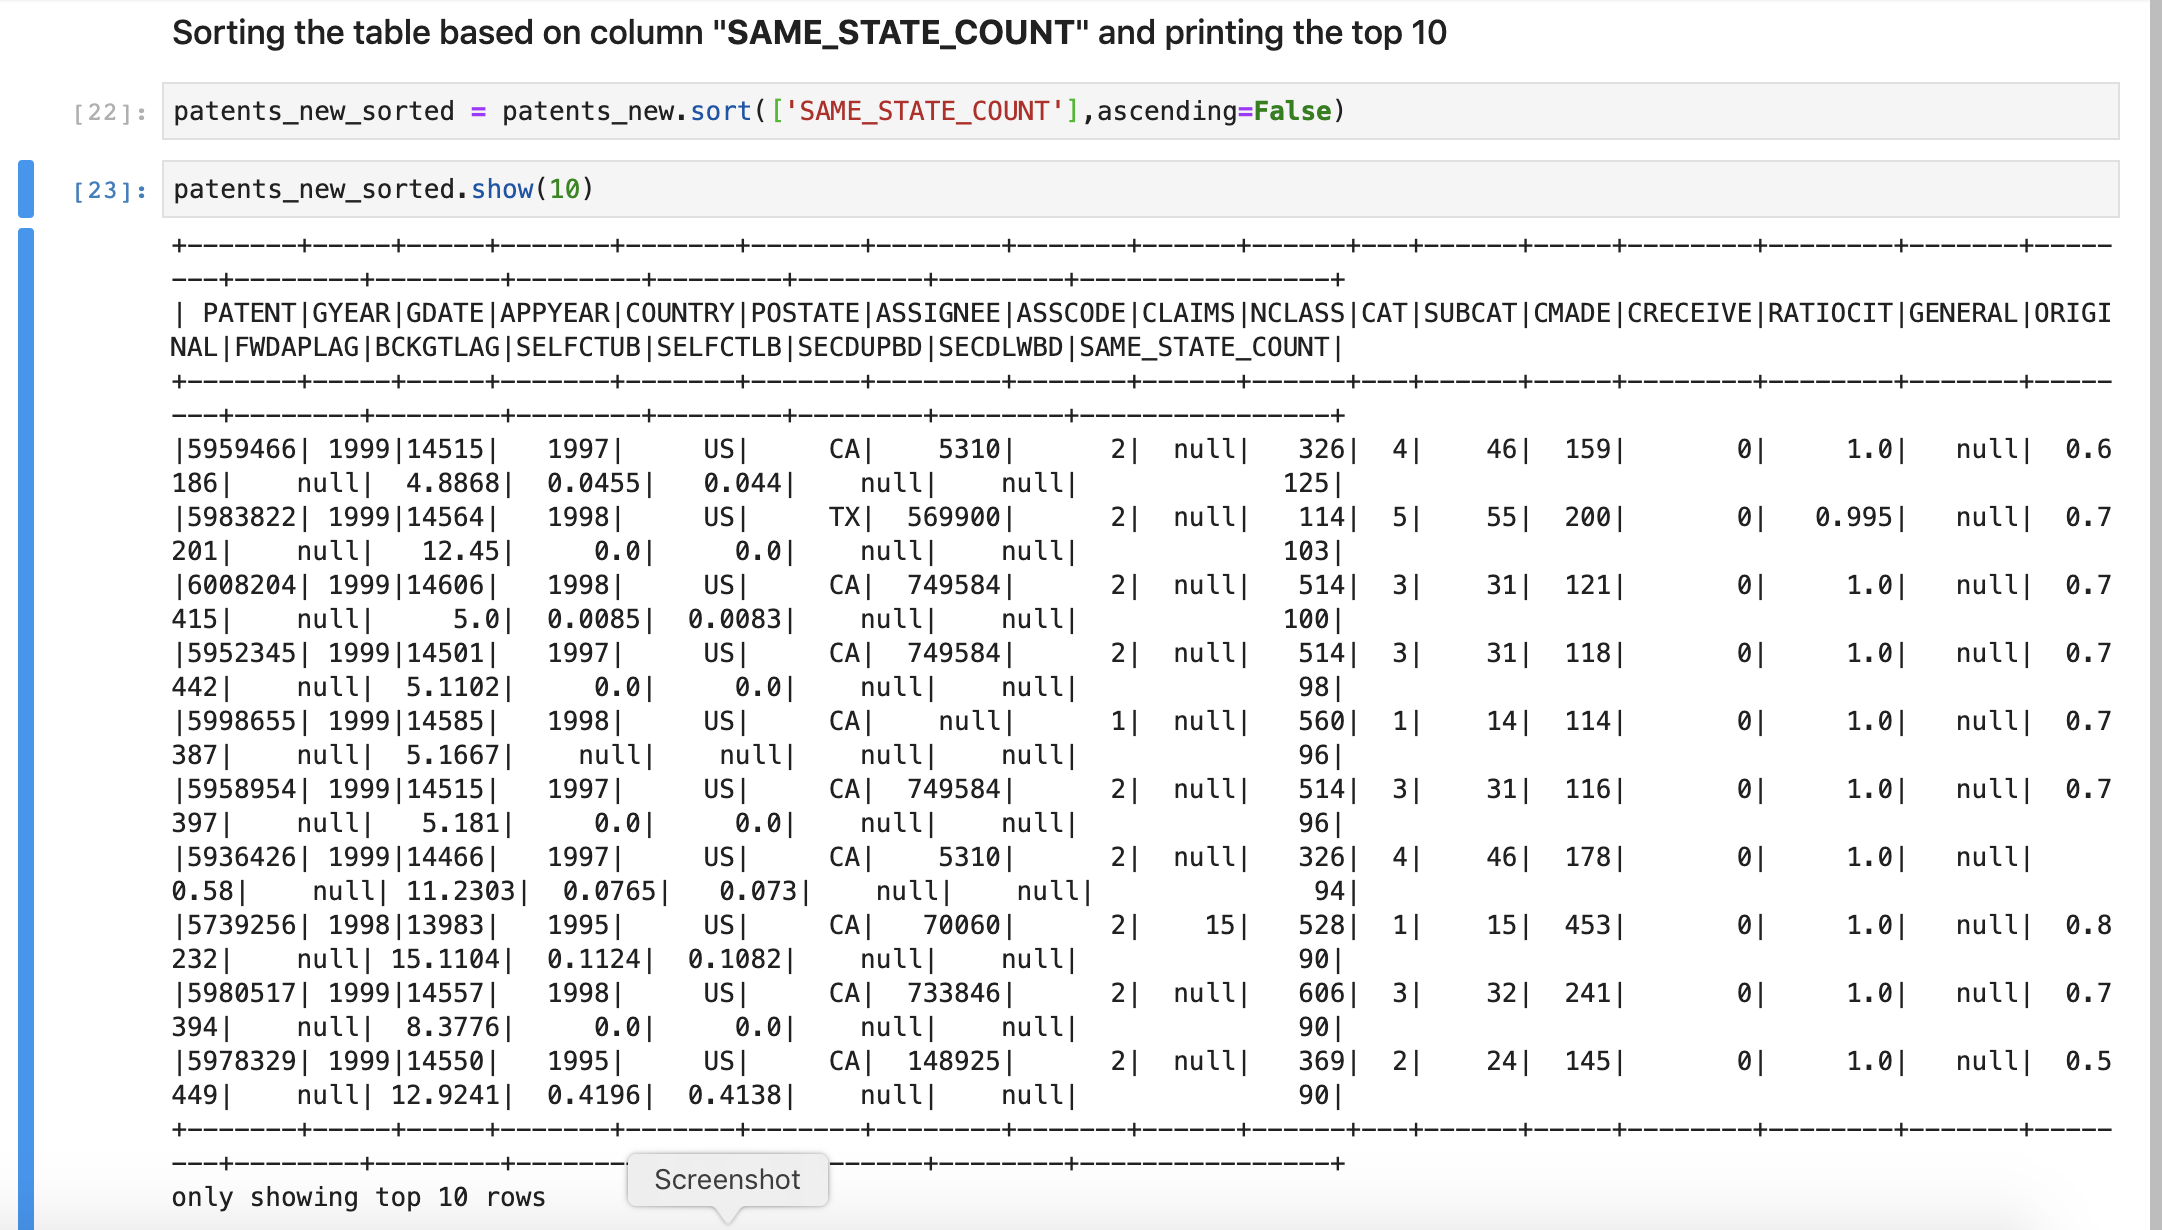 Sorting the table based on column "SAME_STATE_COUNT" and printing the top 10
[22]: patents_new_sorted = patents_new.sort(['SAME_STATE_COUNT'],ascending=False)
[23]: patents_new_sorted.show(10)
+-------+-----+-----+-------+-------+-------+--------+-------+------+------+---+------+-----+--------+--------+-------+-----
---+--------+--------+--------+--------+--------+--------+----------------+
| PATENT|GYEAR|GDATE|APPYEAR|COUNTRY|POSTATE|ASSIGNEE|ASSCODE|CLAIMS|NCLASS|CAT|SUBCAT|CMADE|CRECEIVE|RATIOCIT|GENERAL|ORIGI
NAL|FWDAPLAG|BCKGTLAG|SELFCTUB|SELFCTLB|SECDUPBD|SECDLWBD|SAME_STATE_COUNT|
+-------+-----+-----+-------+-------+-------+--------+-------+------+------+---+------+-----+--------+--------+-------+-----
---+--------+--------+--------+--------+--------+--------+----------------+
|5959466| 1999|14515|   1997|     US|     CA|    5310|      2|  null|   326|  4|    46|  159|       0|     1.0|   null|  0.6
186|    null|  4.8868|  0.0455|   0.044|    null|    null|             125|
|5983822| 1999|14564|   1998|     US|     TX|  569900|      2|  null|   114|  5|    55|  200|       0|   0.995|   null|  0.7
201|    null|   12.45|     0.0|     0.0|    null|    null|             103|
|6008204| 1999|14606|   1998|     US|     CA|  749584|      2|  null|   514|  3|    31|  121|       0|     1.0|   null|  0.7
415|    null|     5.0|  0.0085|  0.0083|    null|    null|             100|
|5952345| 1999|14501|   1997|     US|     CA|  749584|      2|  null|   514|  3|    31|  118|       0|     1.0|   null|  0.7
442|    null|  5.1102|     0.0|     0.0|    null|    null|              98|
|5998655| 1999|14585|   1998|     US|     CA|    null|      1|  null|   560|  1|    14|  114|       0|     1.0|   null|  0.7
387|    null|  5.1667|    null|    null|    null|    null|              96|
|5958954| 1999|14515|   1997|     US|     CA|  749584|      2|  null|   514|  3|    31|  116|       0|     1.0|   null|  0.7
397|    null|   5.181|     0.0|     0.0|    null|    null|              96|
|5936426| 1999|14466|   1997|     US|     CA|    5310|      2|  null|   326|  4|    46|  178|       0|     1.0|   null|
0.58|    null| 11.2303|  0.0765|   0.073|    null|    null|              94|
|5739256| 1998|13983|   1995|     US|     CA|   70060|      2|    15|   528|  1|    15|  453|       0|     1.0|   null|  0.8
232|    null| 15.1104|  0.1124|  0.1082|    null|    null|              90|
|5980517| 1999|14557|   1998|     US|     CA|  733846|      2|  null|   606|  3|    32|  241|       0|     1.0|   null|  0.7
394|    null|  8.3776|     0.0|     0.0|    null|    null|              90|
|5978329| 1999|14550|   1995|     US|     CA|  148925|      2|  null|   369|  2|    24|  145|       0|     1.0|   null|  0.5
449|    null| 12.9241|  0.4196|  0.4138|    null|    null|              90|
+-------+-----+-----+-------+-------+-------+--------+-------+------+------+---+------+-----+--------+--------+-------+-----
---+--------+--------+------- ------+--------+----------------+
Screenshot
only showing top 10 rows